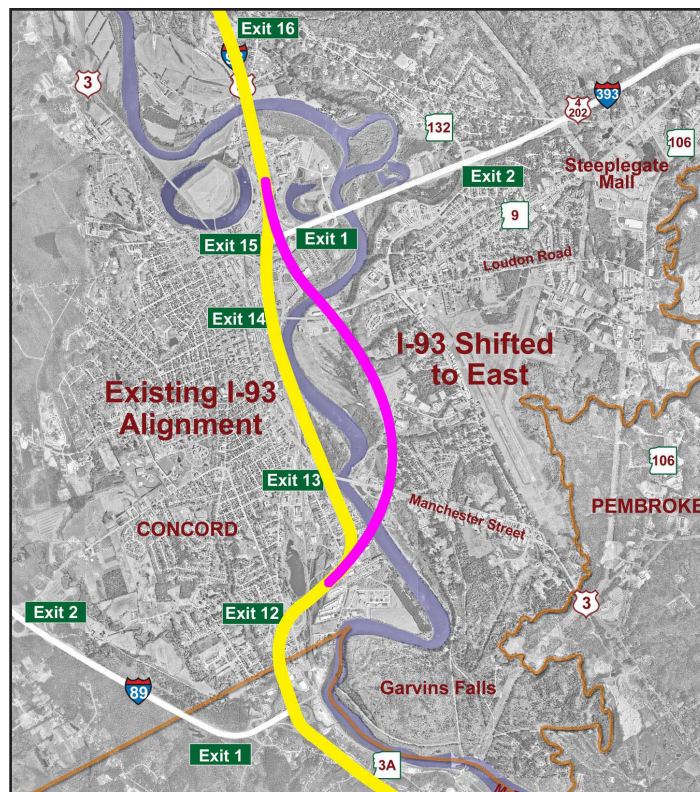 Exit 16
3
4
202
393
132
106
Steeplegate
Mall
Exit 2
9
Exit 15
Exit 1
Loudon Road
Exit 14
I-93 Shifted
to East
Existing I-93
Alignment
106
Exit 13
Manchester Street
PEMBROKE
CONCORD
3
Exit 2
Exit 12
Garvins Falls
89
Exit 1
3A